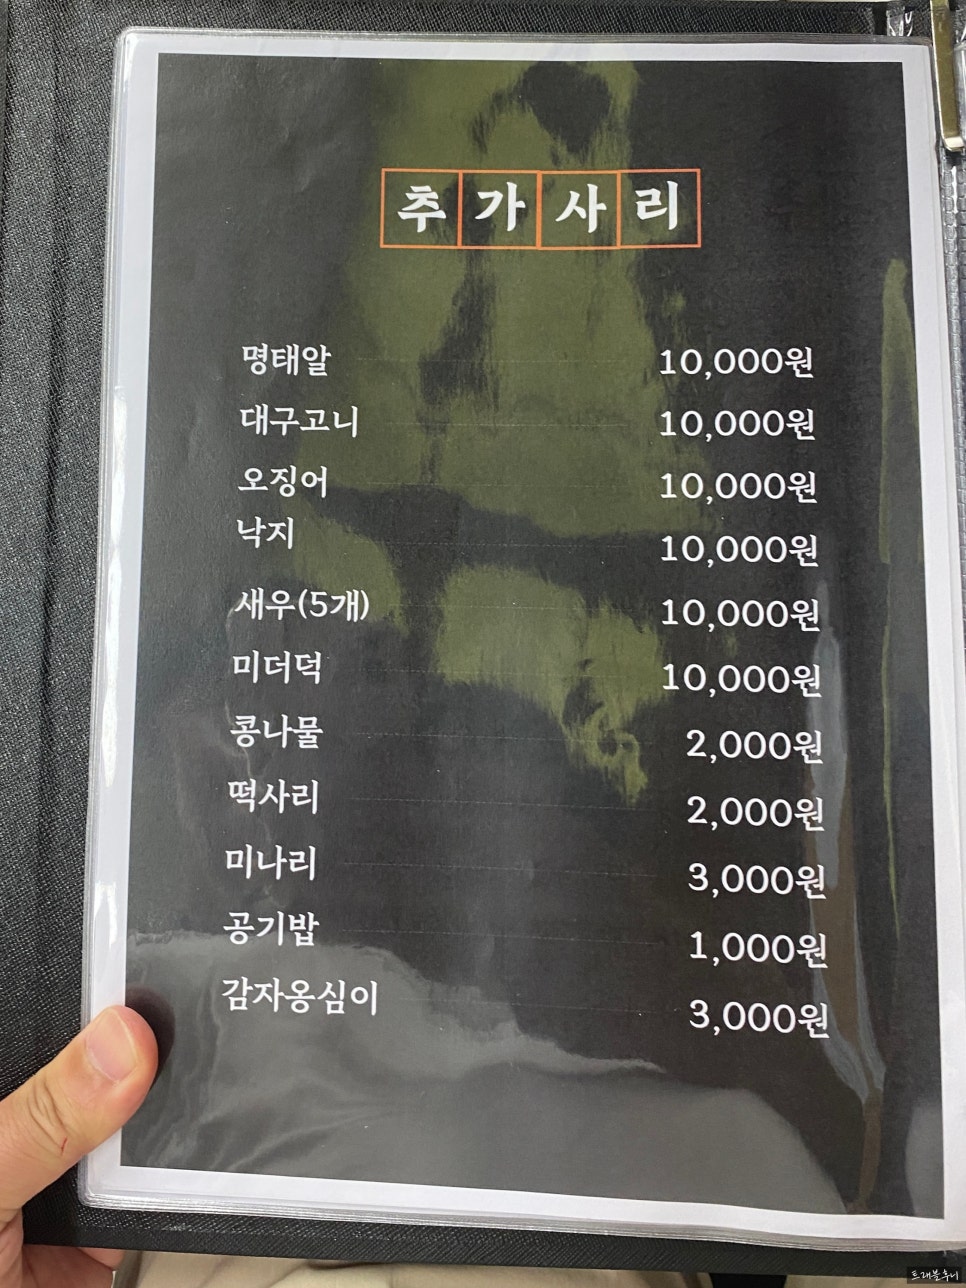 추가사리
명태알 10,000원
대구고니 10,000원
오징어 10,000원
낙지 10,000원
새우(5개) 10,000원
미더덕 10,000원
콩나물 2,000원
떡사리 2,000원
미나리 3,000원
공기밥 1,000원
감자옹심이 3,000원
트래블후니